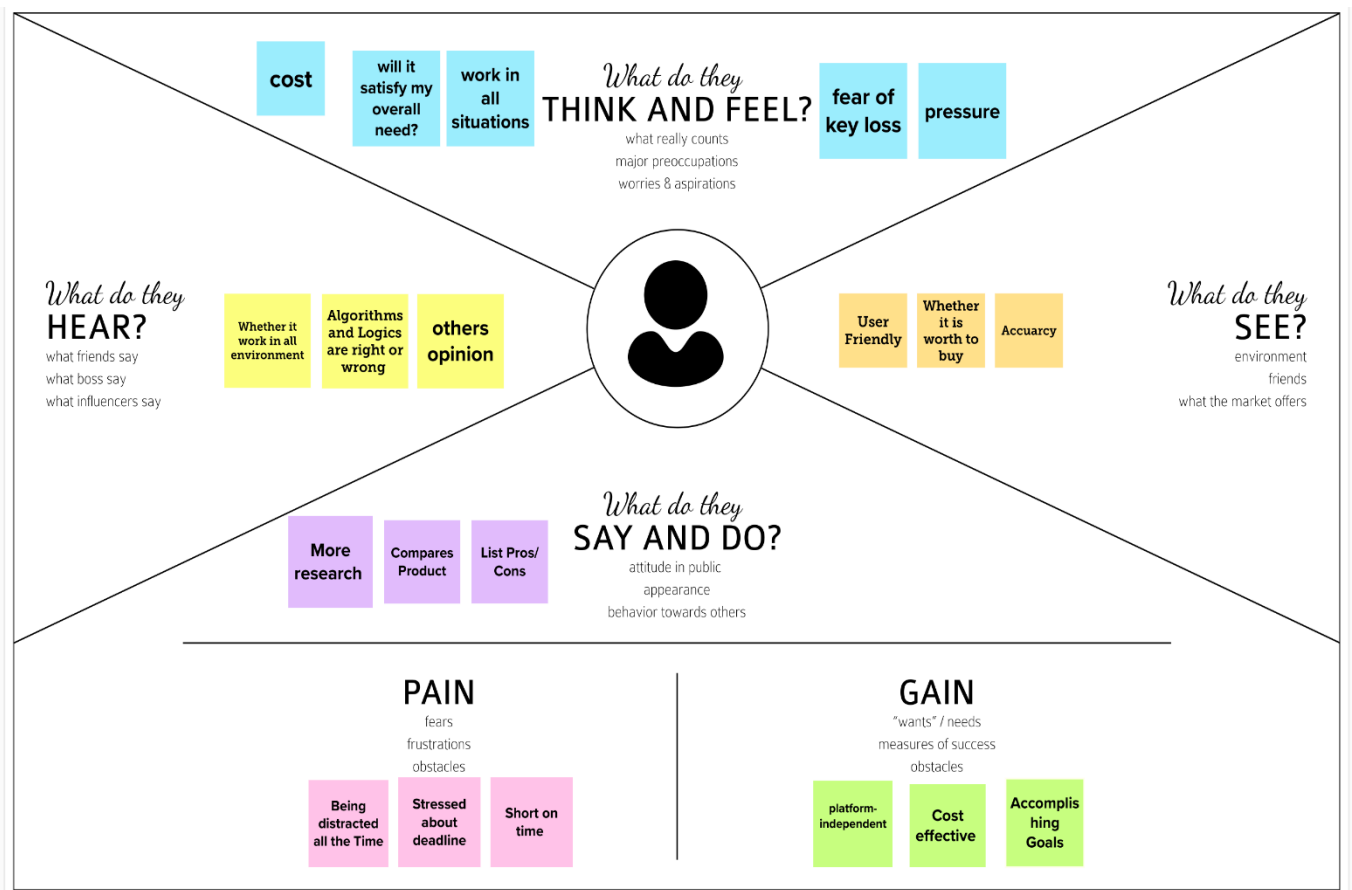 cost
will it
satisfy my
overall
need?
work in
all
situations
What do they
THINK AND FEEL?
what really counts
major preoccupations
worries & aspirations
fear of
key loss
pressure
What do they
HEAR?
what friends say
what boss say
what influencers say
Whether it
work in all
environment
Algorithms
and Logics
are right or
wrong
others
opinion
User
Friendly
Whether
it is
worth to
buy
Accuarcy
What do they
SEE?
environment
friends
what the market offers
More
research
Compares
Product
List Pros/
Cons
What do they
SAY AND DO?
attitude in public
appearance
behavior towards others
PAIN
fears
frustrations
obstacles
Being
distracted
all the Time
Stressed
about
deadline
Short on
time
GAIN
"wants" / needs
measures of success
obstacles
platform-
independent
Cost
effective
Accomplis
hing
Goals